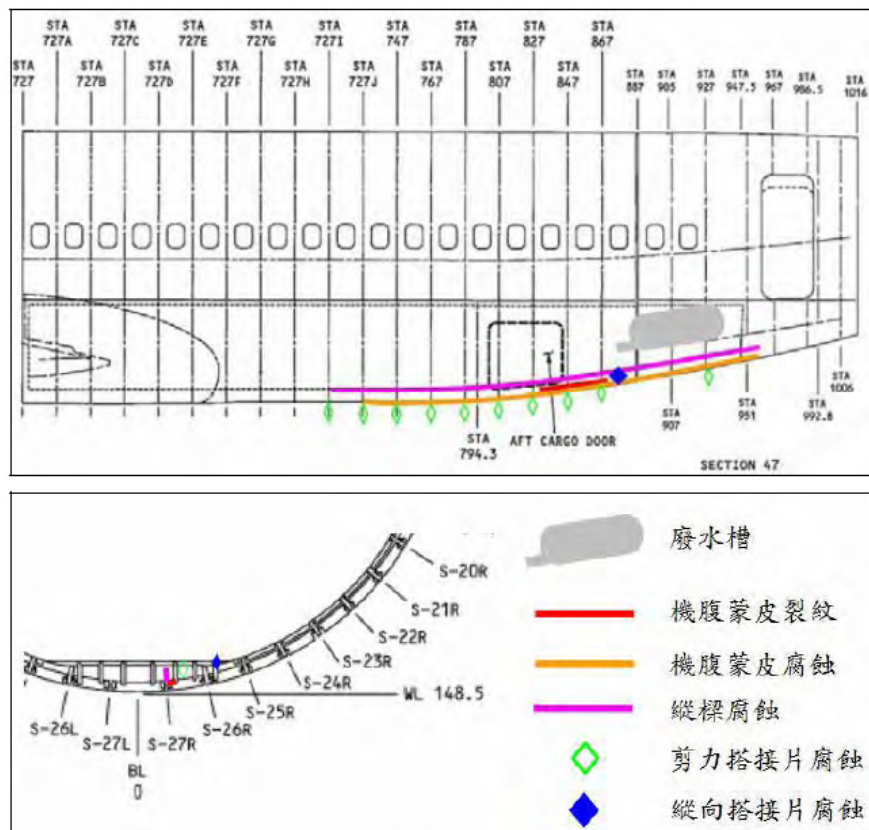 STA 727A
STA 727C
STA 727E
STA 727G
STA 727I
STA 747
STA 787
STA 827
STA 867
STA 727
STA 727B
STA 727D
STA 727F
STA 727H
STA 727J
STA 767
STA 807
STA 847
STA 887
STA 905
STA 927
STA 947.5
STA 967
STA 986.5
STA 1016
STA 794.3
AFT CARGO DOOR
STA 907
STA 951
STA 992.8
STA 1006
SECTION 47
S-20R
S-21R
S-22R
S-23R
S-24R
S-25R
S-26R
S-27R
S-27L
S-26L
WL 148.5
BL
0
廢水槽
機腹蒙皮裂紋
機腹蒙皮腐蝕
縱樑腐蝕
剪力搭接片腐蝕
縱向搭接片腐蝕